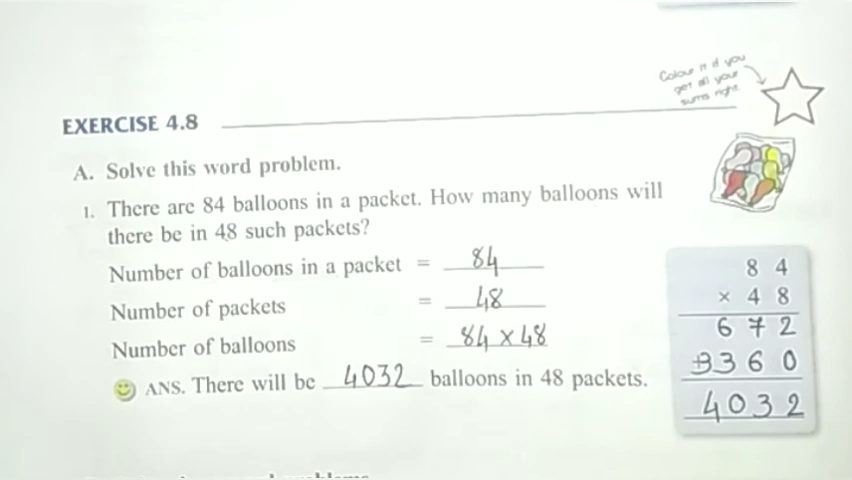 Colour it if you
get all your
sums right.
EXERCISE 4.8
A. Solve this word problem.
1. There are 84 balloons in a packet. How many balloons will
there be in 48 such packets?
Number of balloons in a packet = 84
Number of packets = 48
Number of balloons = 84 × 48
ANS. There will be 4032 balloons in 48 packets.
8 4
× 4 8
6 7 2
+3 3 6 0
4 0 3 2